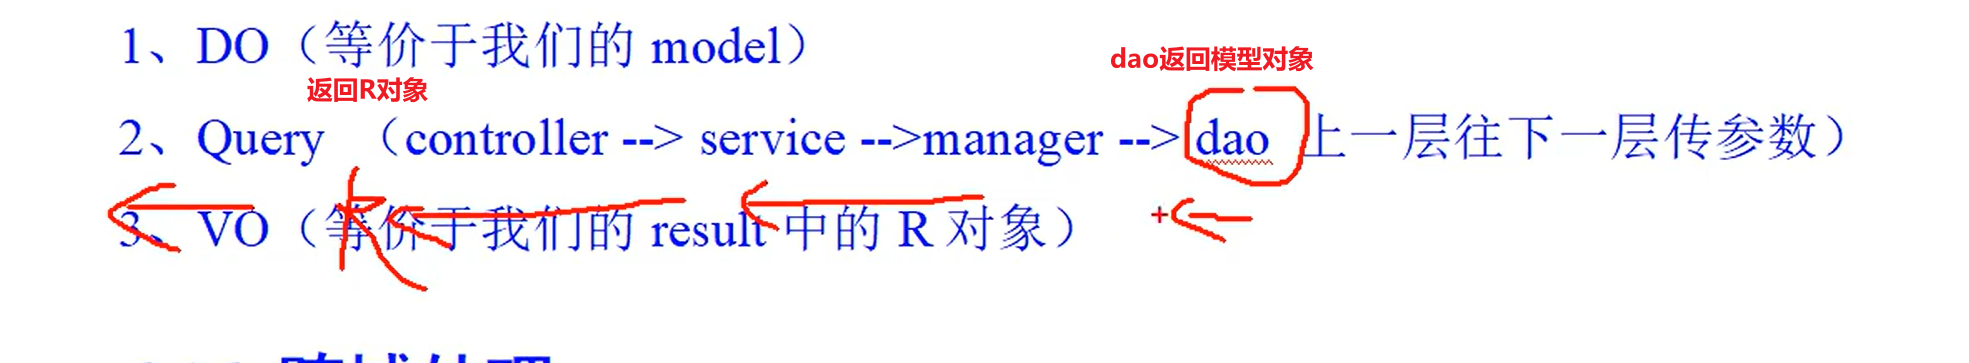 1、DO（等价于我们的 model）
dao返回模型对象
返回R对象
2、Query （controller --> service -->manager --> dao 上一层往下一层传参数）
R
3、VO（等价于我们的 result 中的 R 对象）